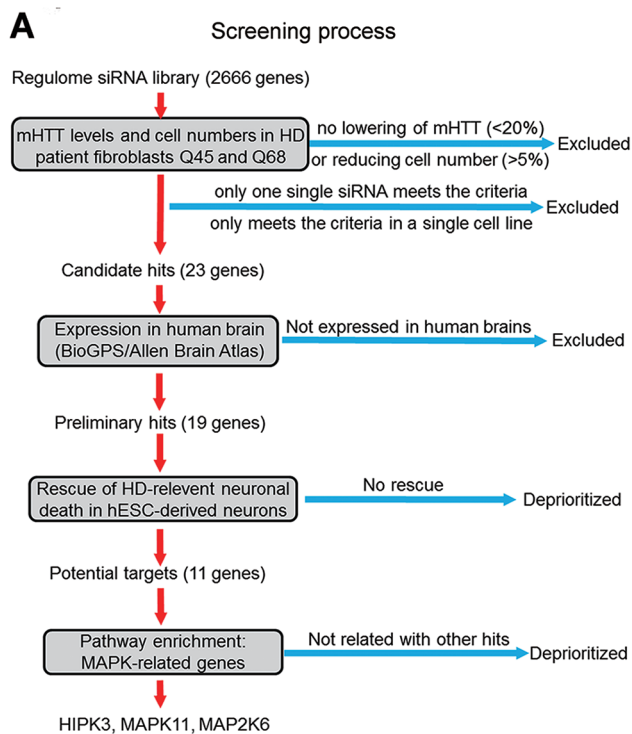 A
Screening process
Regulome siRNA library (2666 genes)
mHTT levels and cell numbers in HD
patient fibroblasts Q45 and Q68
no lowering of mHTT (<20%)
or reducing cell number (>5%)
Excluded
only one single siRNA meets the criteria
only meets the criteria in a single cell line
Excluded
Candidate hits (23 genes)
Expression in human brain
(BioGPS/Allen Brain Atlas)
Not expressed in human brains
Excluded
Preliminary hits (19 genes)
Rescue of HD-relevent neuronal
death in hESC-derived neurons
No rescue
Deprioritized
Potential targets (11 genes)
Pathway enrichment:
MAPK-related genes
Not related with other hits
Deprioritized
HIPK3, MAPK11, MAP2K6